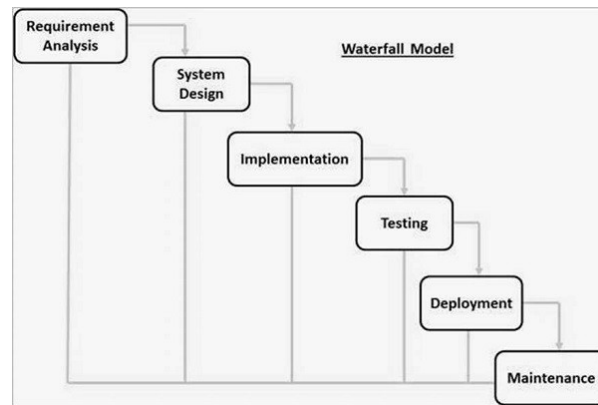 Requirement
Analysis
Waterfall Model
System
Design
Implementation
Testing
Deployment
Maintenance